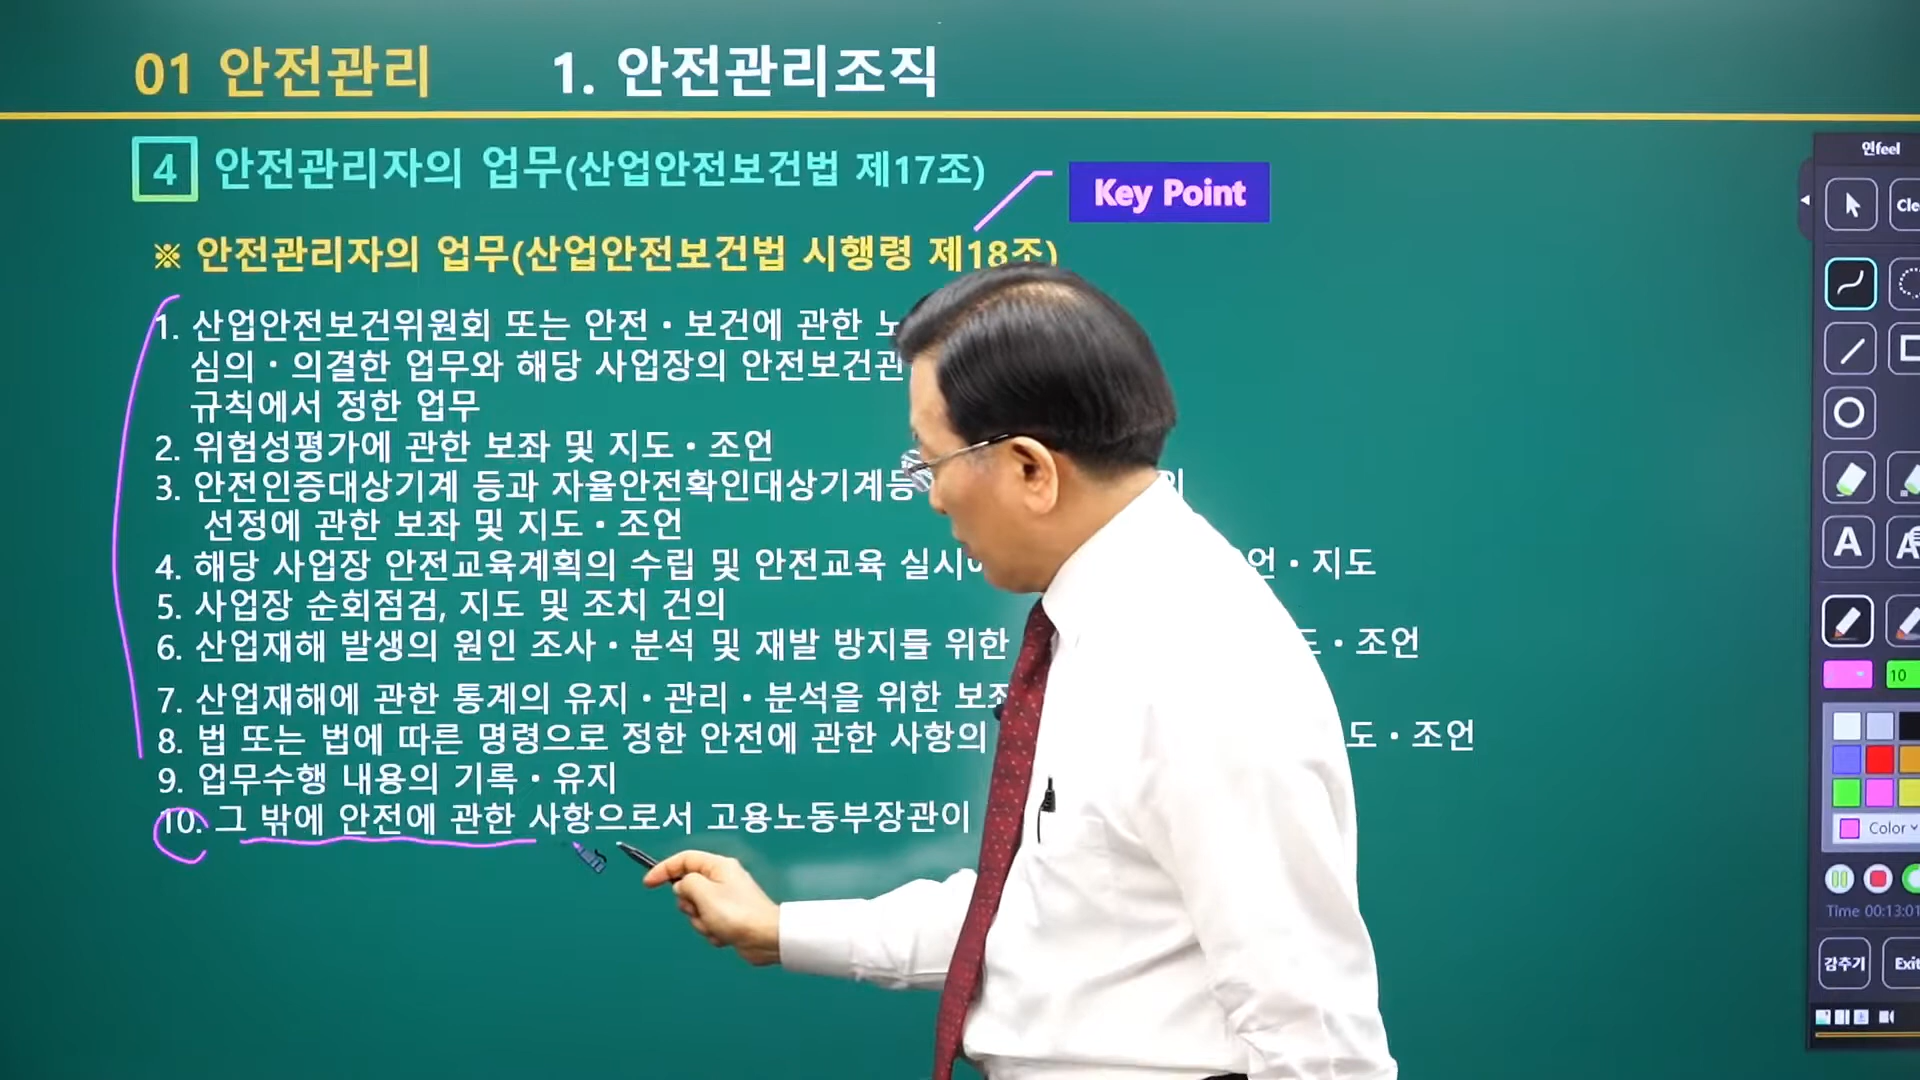 01 안전관리 1. 안전관리조직
4 안전관리자의 업무(산업안전보건법 제17조)
Key Point
※ 안전관리자의 업무(산업안전보건법 시행령 제18조)
1. 산업안전보건위원회 또는 안전·보건에 관한
심의·의결한 업무와 해당 사업장의
규칙에서 정한 업무
2. 위험성평가에 관한 보좌 및 지도·조언
3. 안전인증대상기계 등과 자율안전확인대상기계등
선정에 관한 보좌 및 지도·조언
4. 해당 사업장 안전교육계획의 수립 및 안전교육 언·지도
5. 사업장 순회점검, 지도 및 조치 건의
6. 산업재해 발생의 원인 조사·분석 및 재발 방지를 위한 ·조언
7. 산업재해에 관한 통계의 유지·관리·분석을 위한
8. 법 또는 법에 따른 명령으로 정한 안전에 관한 사항의 도·조언
9. 업무수행 내용의 기록·유지
10. 그 밖에 안전에 관한 사항으로서 고용노동부장관이
인feel
Cle
A
10
Color
Time 00:13:01
감추기
Exit